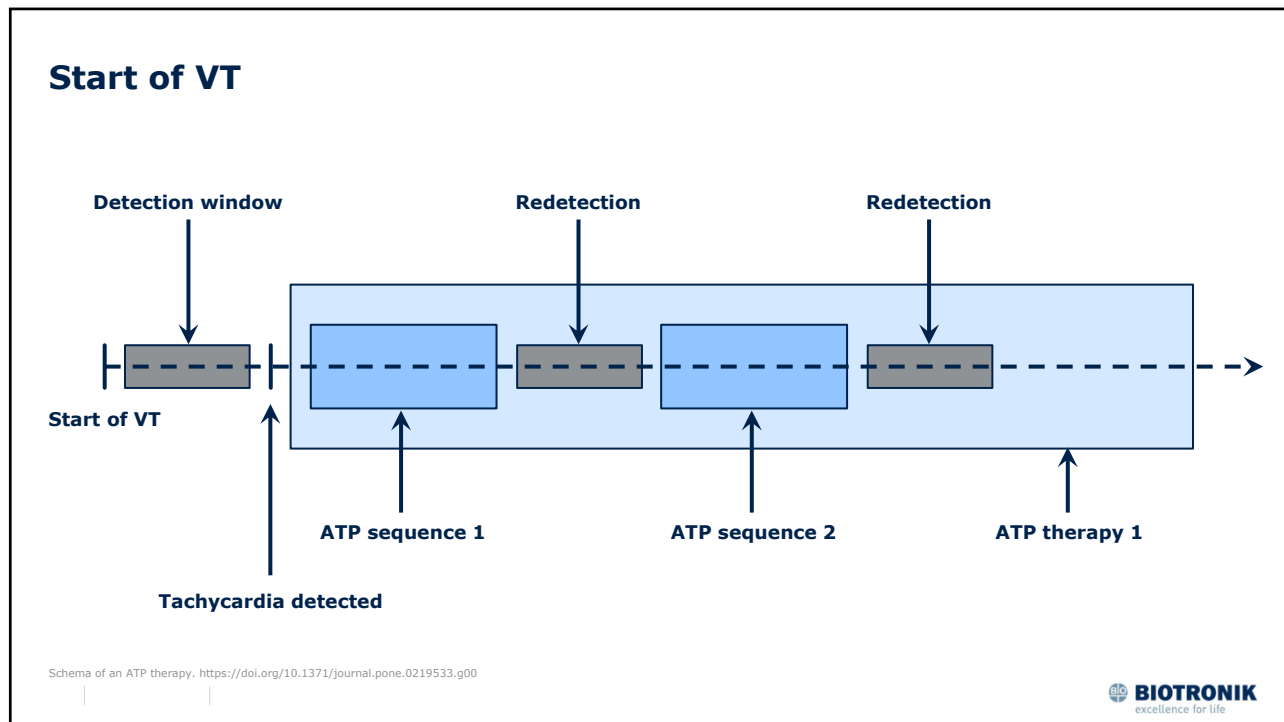 Start of VT
Detection window
Redetection
Redetection
Start of VT
ATP sequence 1
ATP sequence 2
ATP therapy 1
Tachycardia detected
Schema of an ATP therapy. https://doi.org/10.1371/journal.pone.0219533.g00
BIO
BIOTRONIK
excellence for life